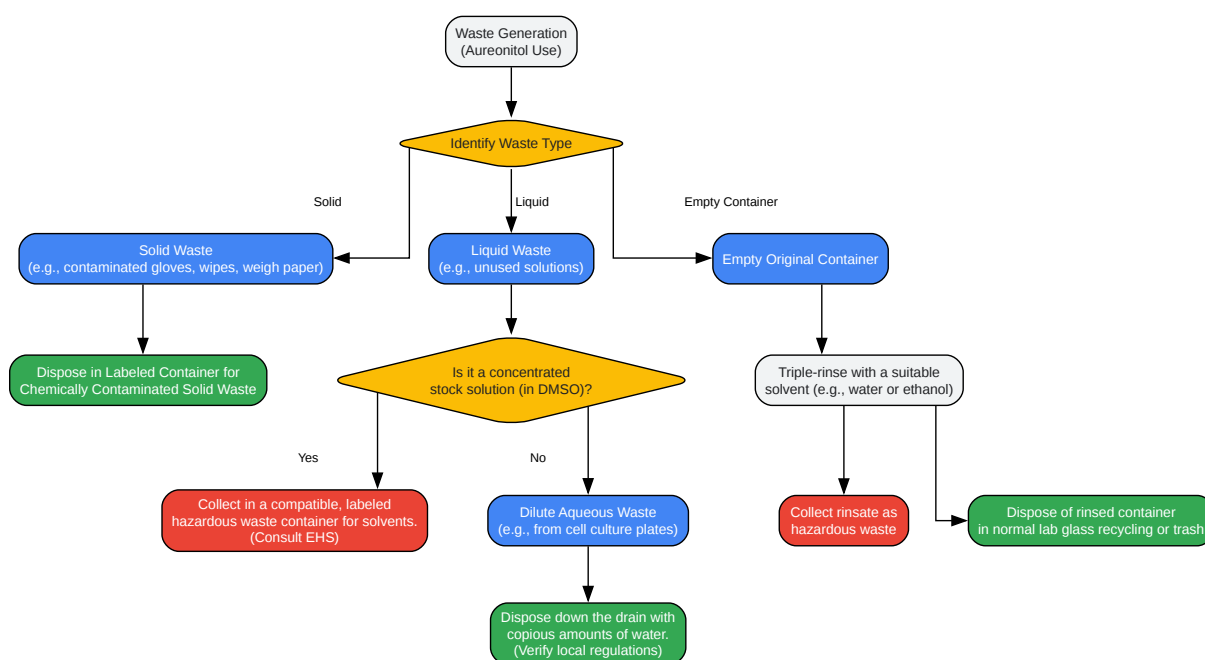 Waste Generation
(Aureonitol Use)
Identify Waste Type
Solid
Liquid
Empty Container
Solid Waste
(e.g., contaminated gloves, wipes, weigh paper)
Liquid Waste
(e.g., unused solutions)
Empty Original Container
Dispose in Labeled Container for
Chemically Contaminated Solid Waste
Is it a concentrated
stock solution (in DMSO)?
Triple-rinse with a suitable
solvent (e.g., water or ethanol)
Yes
No
Collect in a compatible, labeled
hazardous waste container for solvents.
(Consult EHS)
Dilute Aqueous Waste
(e.g., from cell culture plates)
Collect rinsate as
hazardous waste
Dispose of rinsed container
in normal lab glass recycling or trash
Dispose down the drain with
copious amounts of water.
(Verify local regulations)